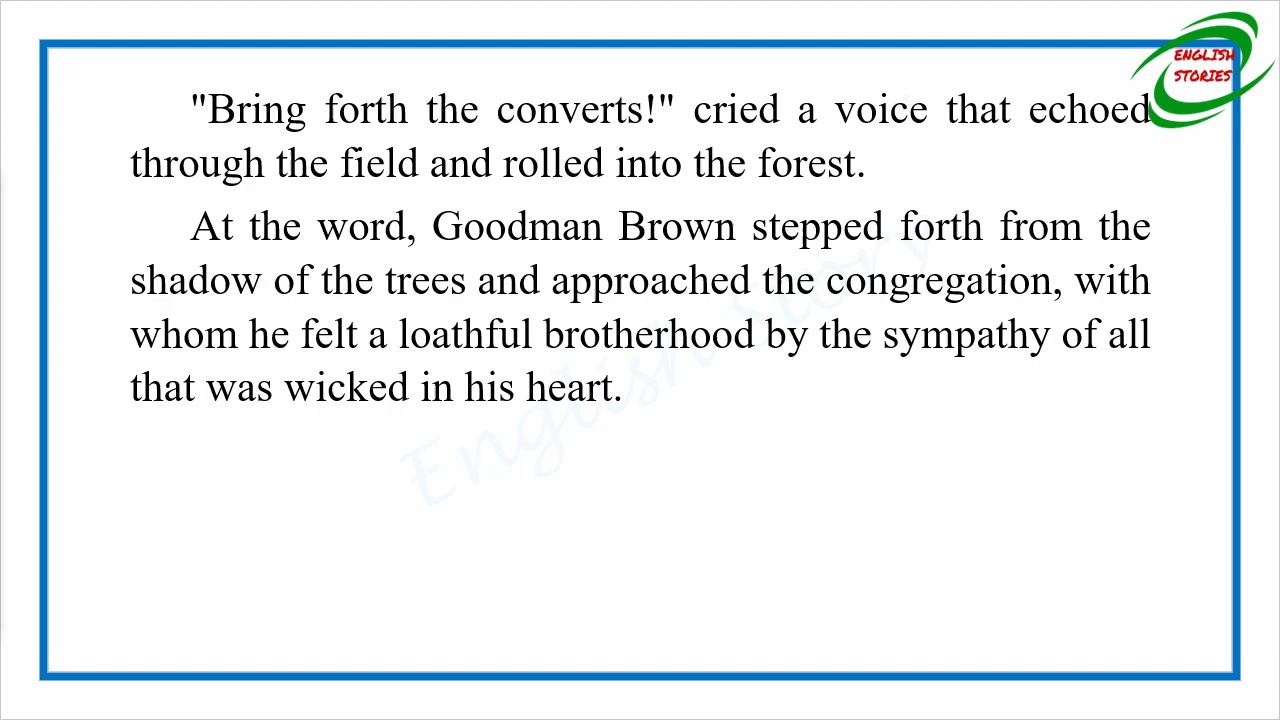 ENGLISH
STORIES
"Bring forth the converts!" cried a voice that echoed
through the field and rolled into the forest.
At the word, Goodman Brown stepped forth from the
shadow of the trees and approached the congregation, with
whom he felt a loathful brotherhood by the sympathy of all
that was wicked in his heart.
English Story